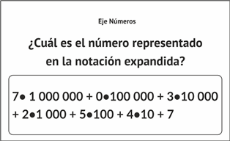 Eje Números
¿Cuál es el número representado
en la notación expandida?
7• 1 000 000 + 0•100 000 + 3•10 000
+ 2•1 000 + 5•100 + 4•10 + 7